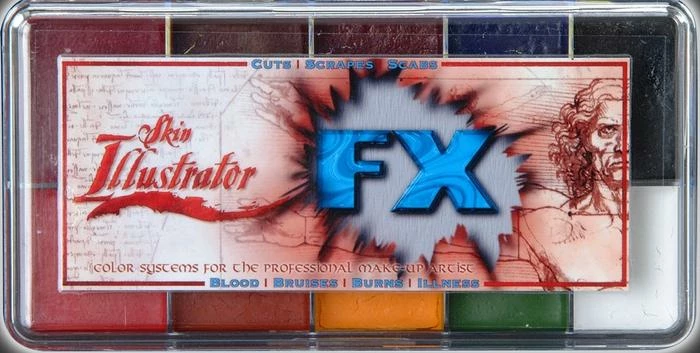 Cuts | Scrapes | Scabs
Skin
Illustrator
FX
Color systems for the professional make-up artist
Blood | Bruises | Burns | Illness